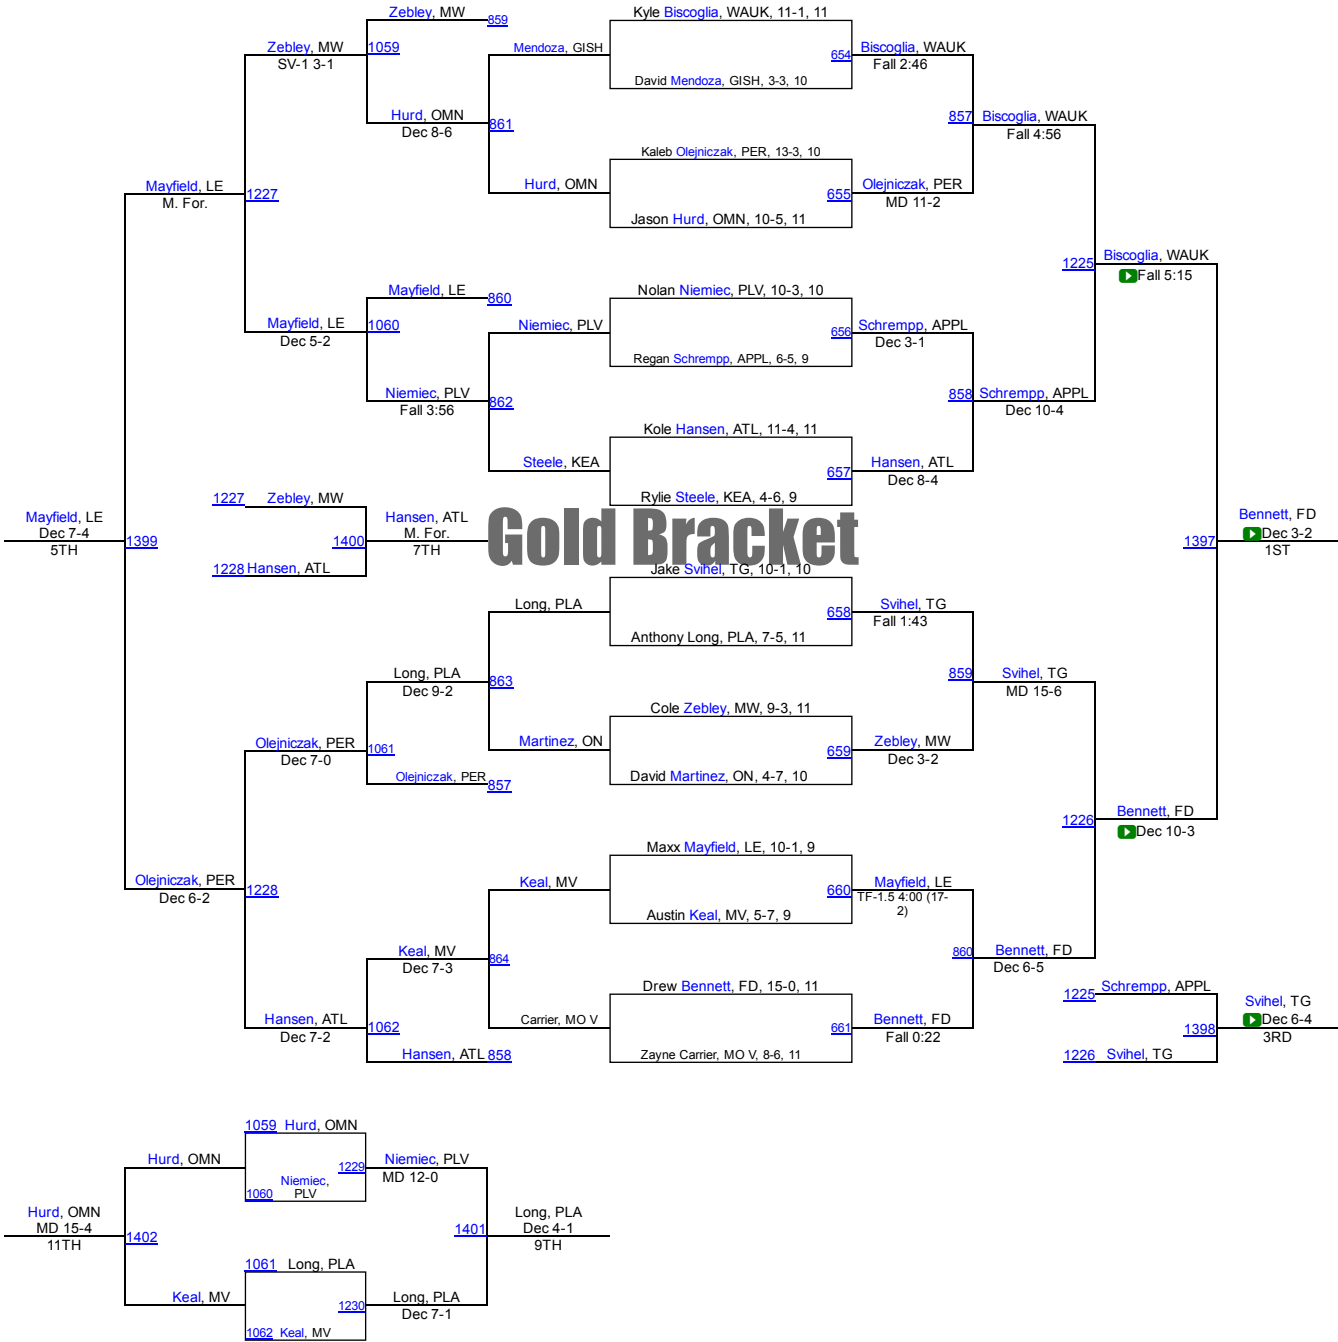 Zebley, MW
859
Kyle Biscoglia, WAUK, 11-1, 11
Zebley, MW
SV-1 3-1
1059
Mendoza, GISH
654
Biscoglia, WAUK
Fall 2:46
David Mendoza, GISH, 3-3, 10
Hurd, OMN
Dec 8-6
861
857
Biscoglia, WAUK
Fall 4:56
Kaleb Olejniczak, PER, 13-3, 10
Mayfield, LE
M. For.
1227
Hurd, OMN
655
Olejniczak, PER
MD 11-2
Jason Hurd, OMN, 10-5, 11
1225
Biscoglia, WAUK
Fall 5:15
Mayfield, LE
860
Nolan Niemiec, PLV, 10-3, 10
Mayfield, LE
Dec 5-2
1060
Niemiec, PLV
656
Schrempp, APPL
Dec 3-1
Regan Schrempp, APPL, 6-5, 9
Niemiec, PLV
Fall 3:56
862
858
Schrempp, APPL
Dec 10-4
Kole Hansen, ATL, 11-4, 11
Steele, KEA
657
Hansen, ATL
Dec 8-4
1227
Zebley, MW
Rylie Steele, KEA, 4-6, 9
Mayfield, LE
Dec 7-4
5TH
1399
1400
Hansen, ATL
M. For.
7TH
Gold Bracket
1397
Bennett, FD
Dec 3-2
1ST
1228
Hansen, ATL
Jake Svihel, TG, 10-1, 10
Long, PLA
658
Svihel, TG
Fall 1:43
Anthony Long, PLA, 7-5, 11
Long, PLA
Dec 9-2
863
859
Svihel, TG
MD 15-6
Cole Zebley, MW, 9-3, 11
Olejniczak, PER
Dec 7-0
1061
Martinez, ON
659
Zebley, MW
Dec 3-2
Olejniczak, PER
857
David Martinez, ON, 4-7, 10
1226
Bennett, FD
Dec 10-3
Maxx Mayfield, LE, 10-1, 9
Olejniczak, PER
Dec 6-2
1228
Keal, MV
660
Mayfield, LE
TF-1.5 4:00 (17-
2)
Austin Keal, MV, 5-7, 9
Keal, MV
Dec 7-3
864
860
Bennett, FD
Dec 6-5
Drew Bennett, FD, 15-0, 11
1225
Schrempp, APPL
Hansen, ATL
Dec 7-2
1062
Carrier, MO V
661
Bennett, FD
Fall 0:22
1398
Svihel, TG
Dec 6-4
3RD
Hansen, ATL
858
Zayne Carrier, MO V, 8-6, 11
1226
Svihel, TG
1059
Hurd, OMN
Hurd, OMN
1229
Niemiec, PLV
MD 12-0
1060
Niemiec,
PLV
Hurd, OMN
MD 15-4
11TH
1402
1401
Long, PLA
Dec 4-1
9TH
1061
Long, PLA
Keal, MV
1230
Long, PLA
Dec 7-1
1062
Keal, MV